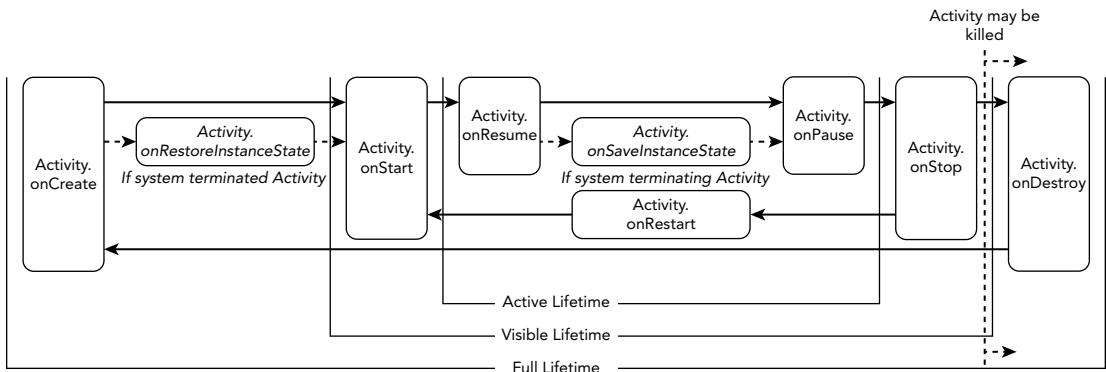 Activity may be
killed
Activity.
onCreate
Activity.
onRestoreInstanceState
If system terminated Activity
Activity.
onStart
Activity.
onResume
Activity.
onSaveInstanceState
If system terminating Activity
Activity.
onRestart
Activity.
onPause
Activity.
onStop
Activity.
onDestroy
Active Lifetime
Visible Lifetime
Full Lifetime